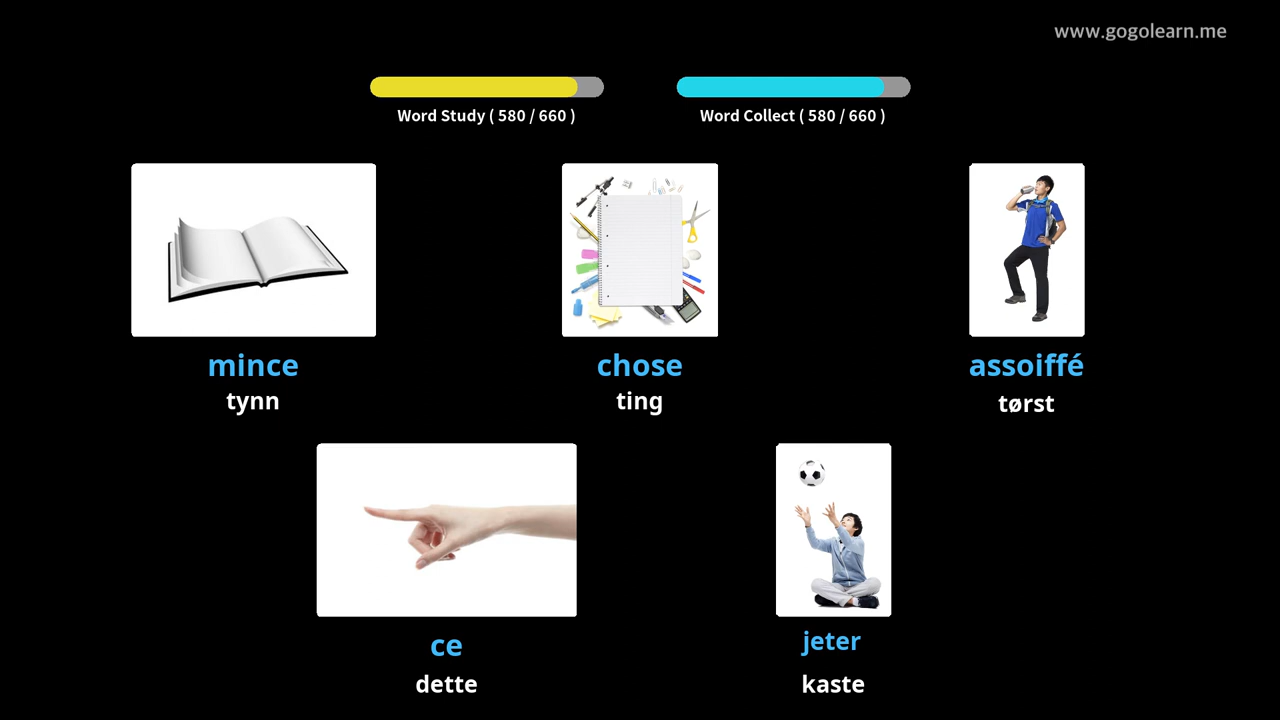 www.gogolearn.me
Word Study ( 580 / 660 )
Word Collect ( 580 / 660 )
mince
tynn
chose
ting
assoiffé
tørst
ce
dette
jeter
kaste